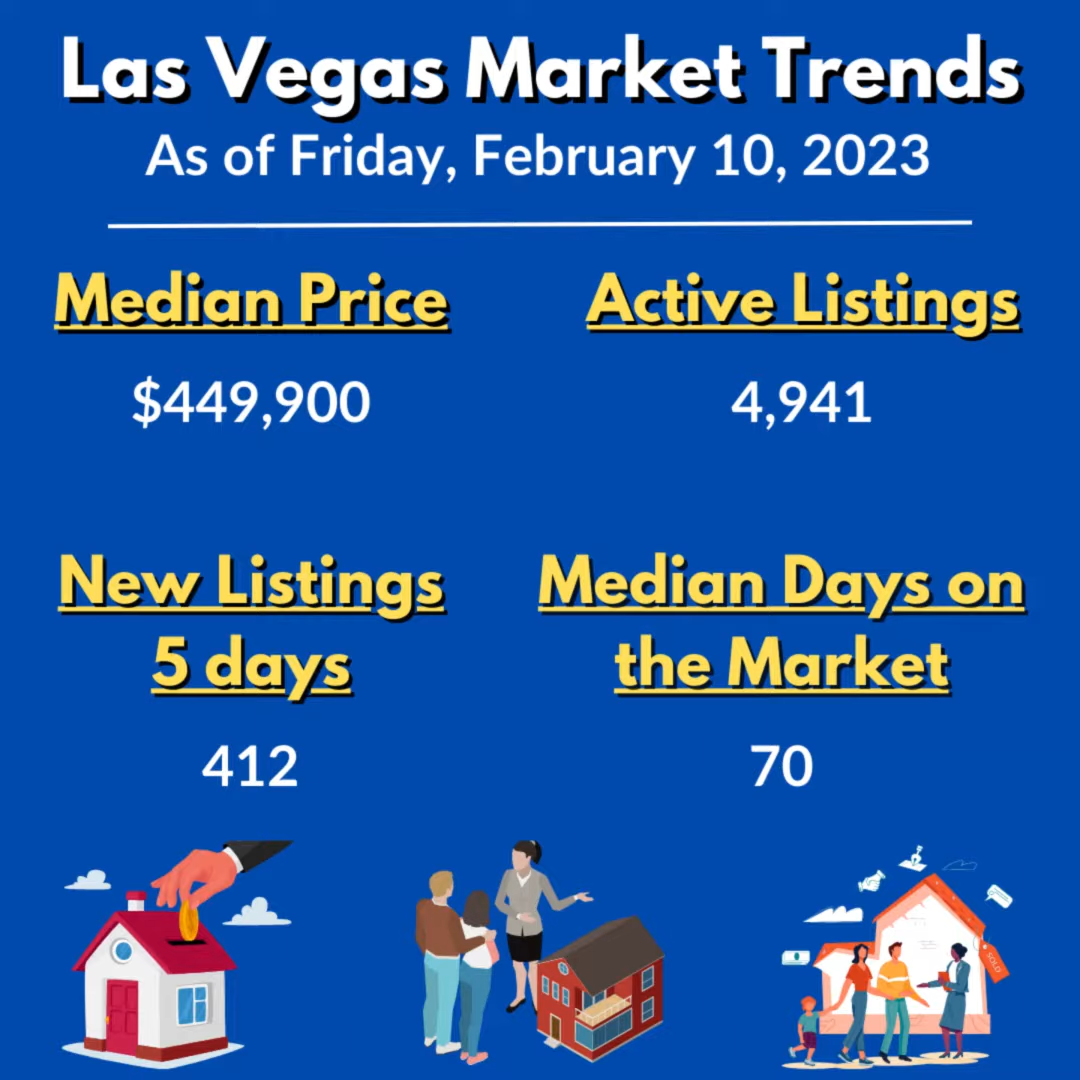 Las Vegas Market Trends
As of Friday, February 10, 2023
Median Price
$449,900
Active Listings
4,941
New Listings
5 days
412
Median Days on
the Market
70
SOLD